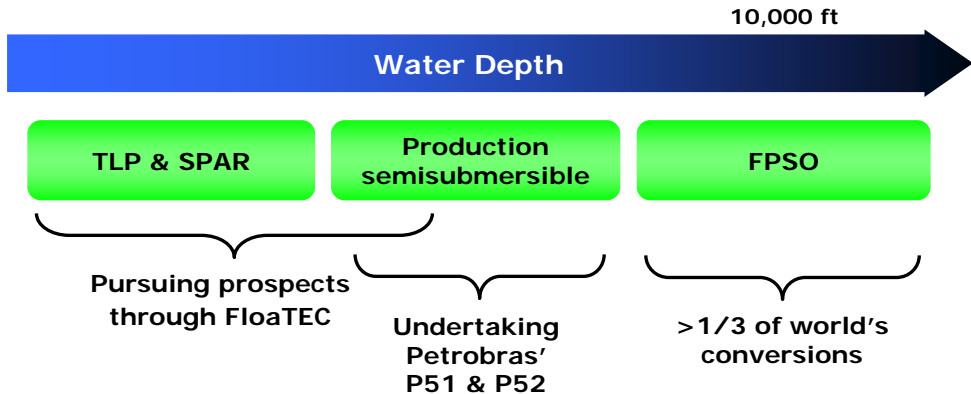 10,000 ft
Water Depth
TLP & SPAR
Production
semisubmersible
FPSO
Pursuing prospects
through FloaTEC
Undertaking
Petrobras'
P51 & P52
>1/3 of world's
conversions